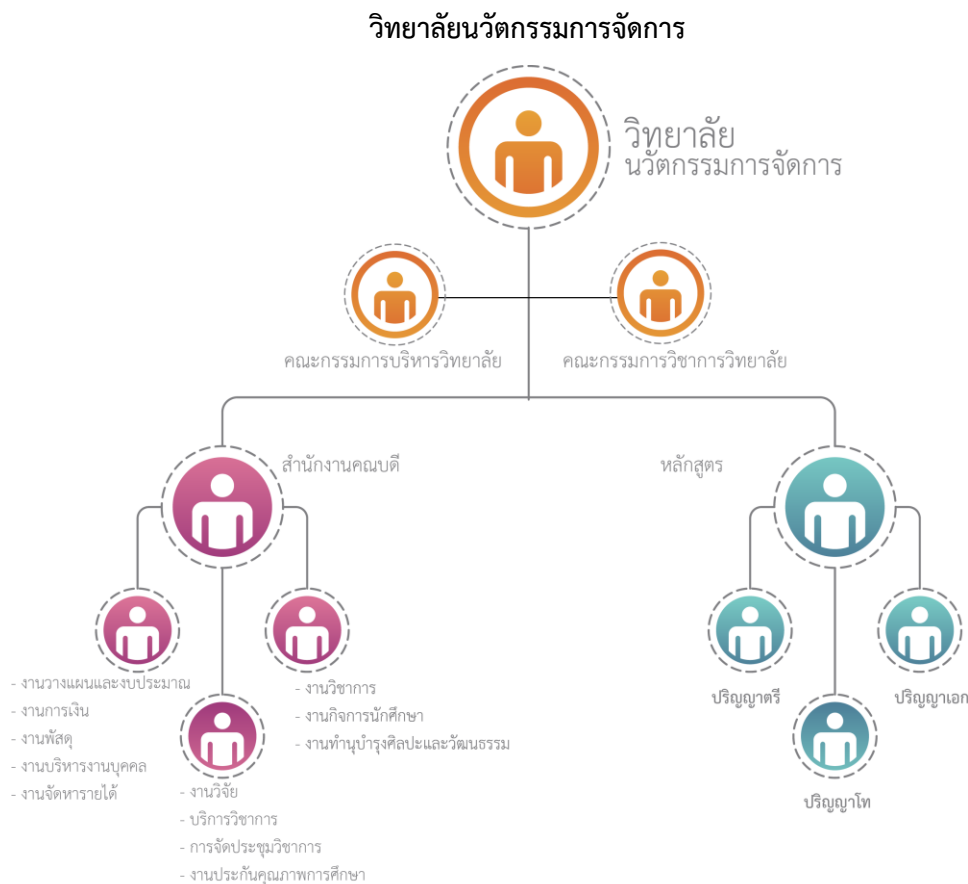 วิทยาลัยนวัตกรรมการจัดการ
วิทยาลัย
นวัตกรรมการจัดการ
คณะกรรมการบริหารวิทยาลัย
คณะกรรมการวิชาการวิทยาลัย
สำนักงานคณบดี
หลักสูตร
- งานวางแผนและงบประมาณ
- งานการเงิน
- งานพัสดุ
- งานบริหารงานบุคคล
- งานจัดหารายได้
- งานวิจัย
- บริการวิชาการ
- การจัดประชุมวิชาการ
- งานประกันคุณภาพการศึกษา
- งานวิชาการ
- งานกิจการนักศึกษา
- งานทำนุบำรุงศิลปะและวัฒนธรรม
ปริญญาตรี
ปริญญาโท
ปริญญาเอก